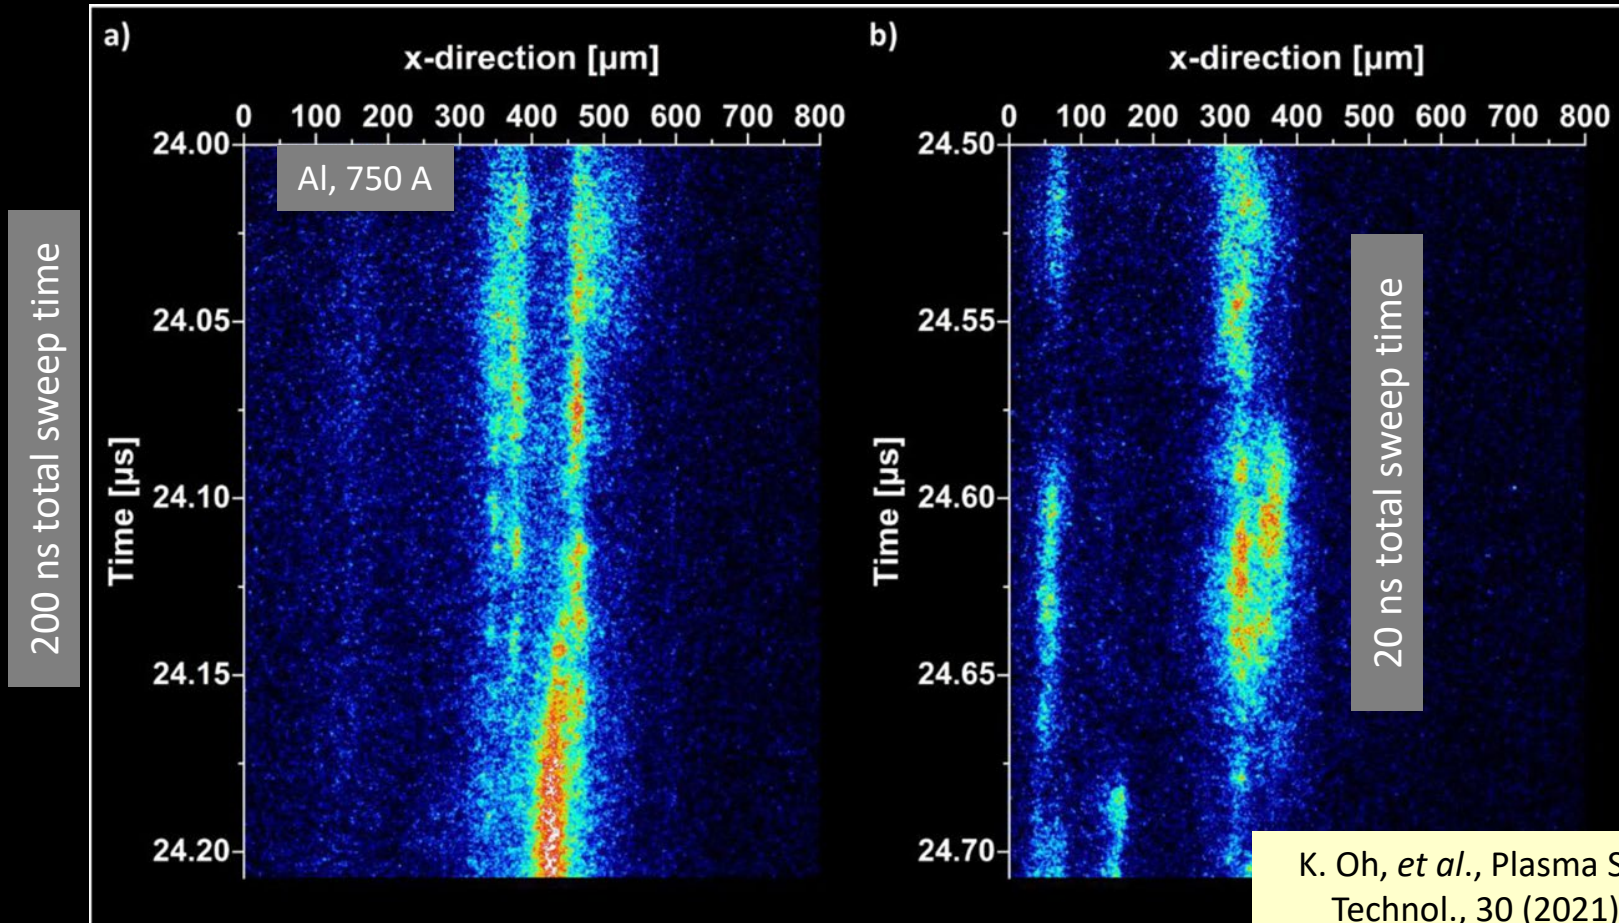 200 ns total sweep time
a)
x-direction [µm]
0 100 200 300 400 500 600 700 800
24.00
Al, 750 A
24.05
24.10
24.15
24.20
Time [µs]
b)
x-direction [µm]
0 100 200 300 400 500 600 700 800
24.50
24.55
24.60
24.65
24.70
Time [µs]
20 ns total sweep time
K. Oh, et al., Plasma S
Technol., 30 (2021)